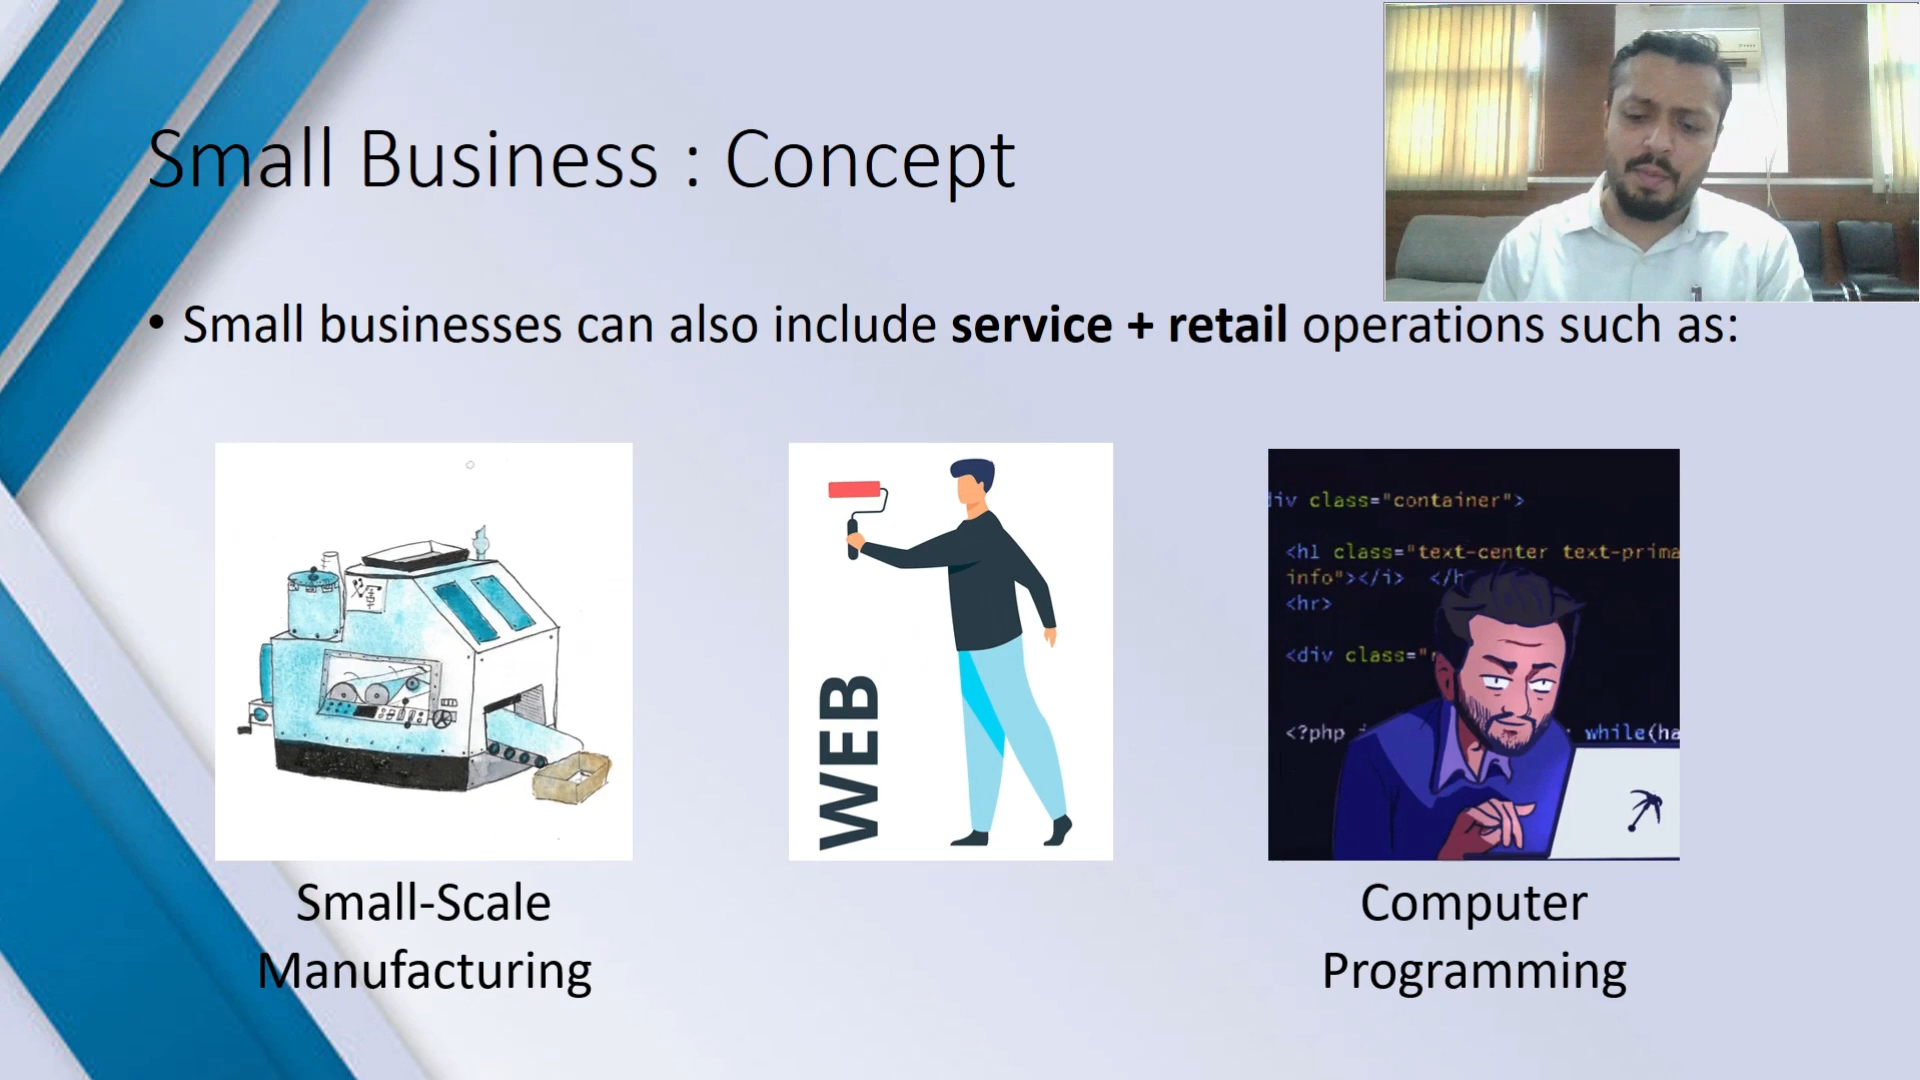 Small Business : Concept
• Small businesses can also include service + retail operations such as:
WEB
div class="container">
<h1 class="text-center text-prima
info"></i> </h
<hr>
<div class="
<?php
while(ha
Small-Scale
Manufacturing
Computer
Programming